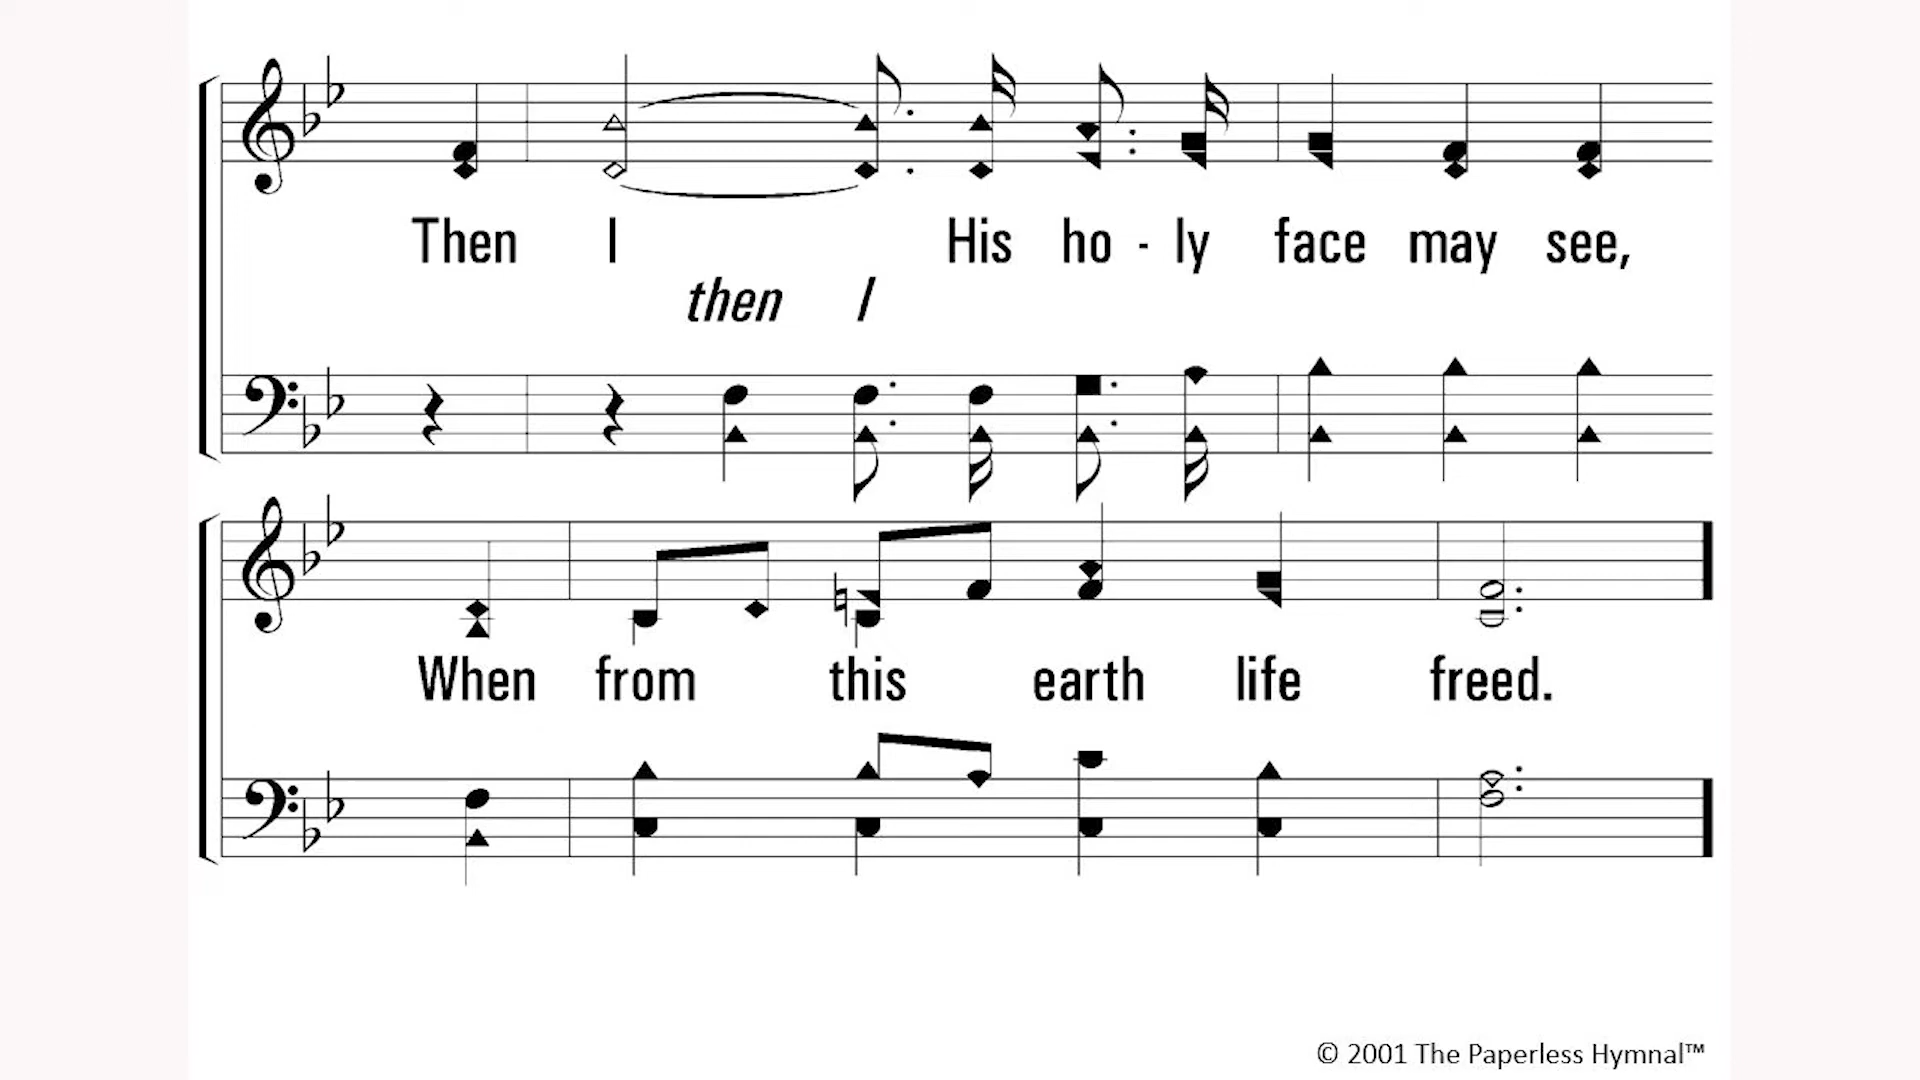 Then I His ho - ly face may see,
then I
When from this earth life freed.
© 2001 The Paperless Hymnal™